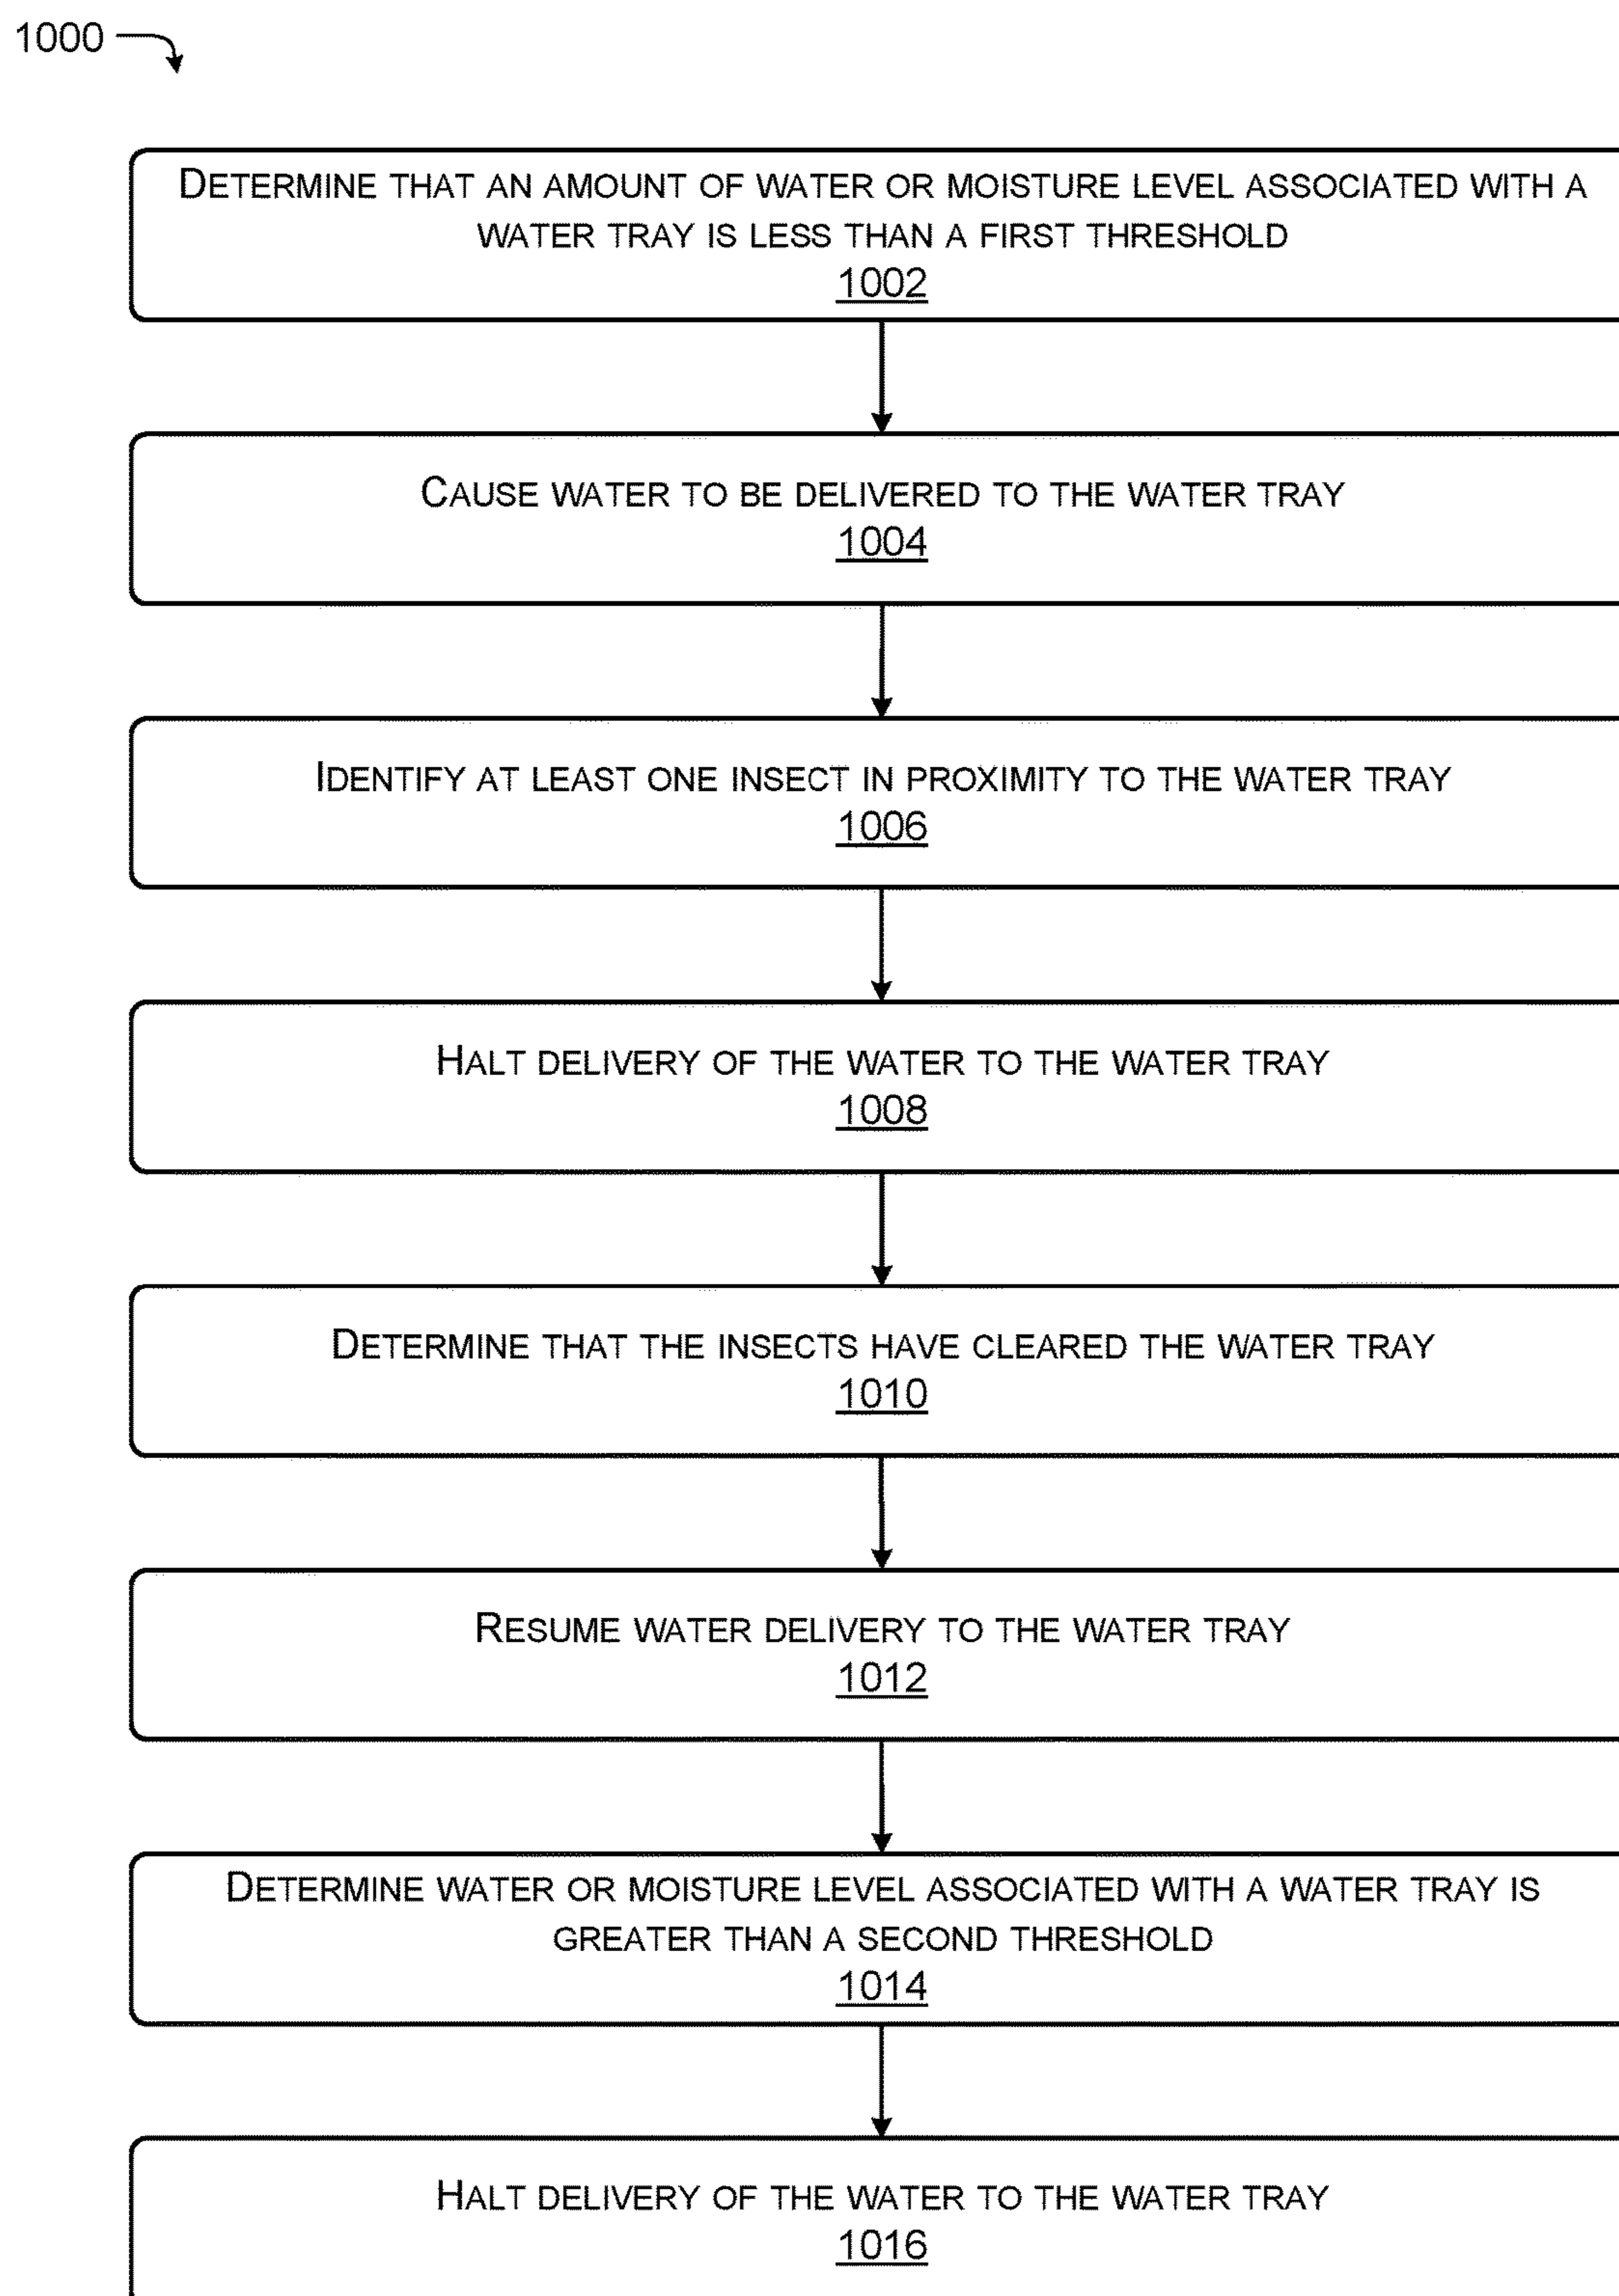 1000
DETERMINE THAT AN AMOUNT OF WATER OR MOISTURE LEVEL ASSOCIATED WITH A
WATER TRAY IS LESS THAN A FIRST THRESHOLD
1002
CAUSE WATER TO BE DELIVERED TO THE WATER TRAY
1004
IDENTIFY AT LEAST ONE INSECT IN PROXIMITY TO THE WATER TRAY
1006
HALT DELIVERY OF THE WATER TO THE WATER TRAY
1008
DETERMINE THAT THE INSECTS HAVE CLEARED THE WATER TRAY
1010
RESUME WATER DELIVERY TO THE WATER TRAY
1012
DETERMINE WATER OR MOISTURE LEVEL ASSOCIATED WITH A WATER TRAY IS
GREATER THAN A SECOND THRESHOLD
1014
HALT DELIVERY OF THE WATER TO THE WATER TRAY
1016